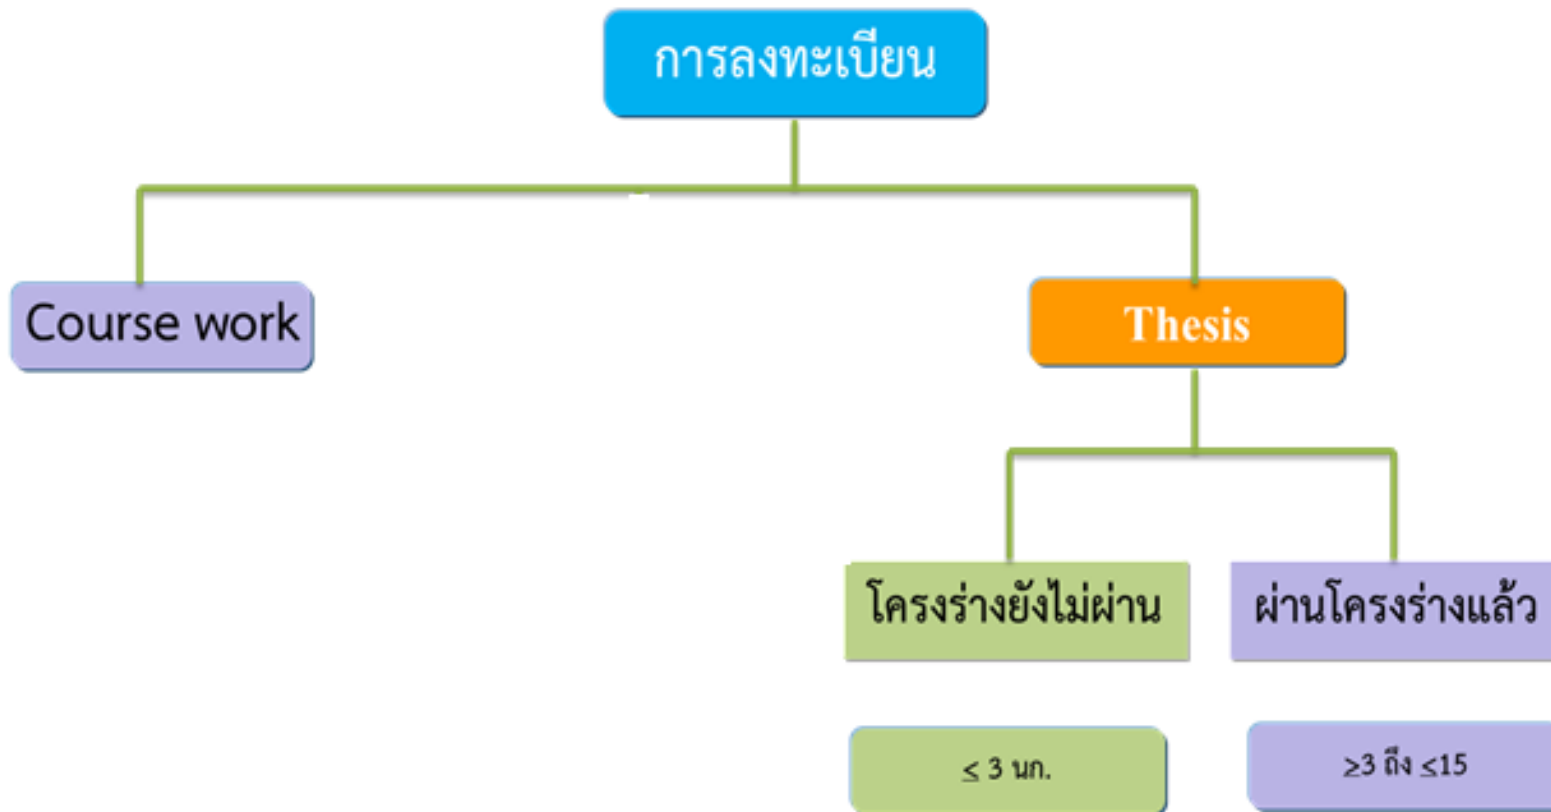 การลงทะเบียน
Course work
Thesis
โครงร่างยังไม่ผ่าน
ผ่านโครงร่างแล้ว
≤ 3 นก.
≥3 ถึง ≤15